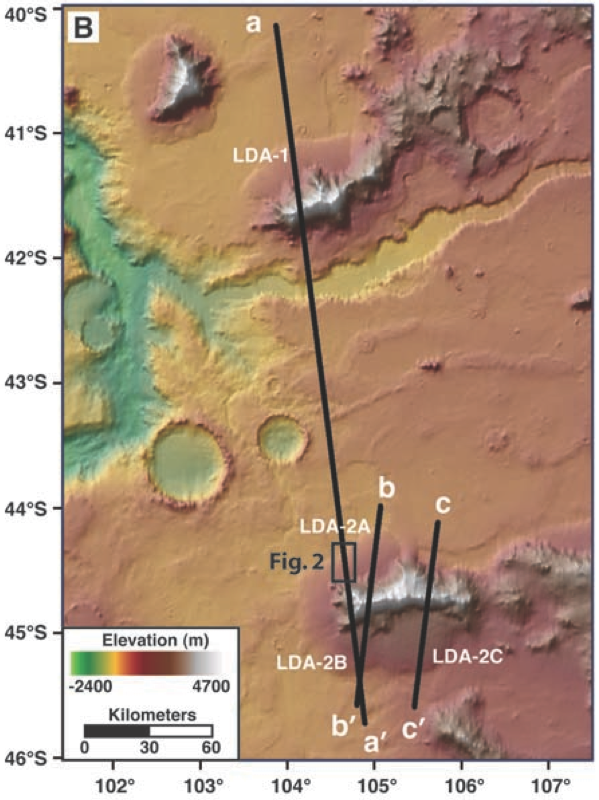 B
40°S
a
41°S
LDA-1
42°S
43°S
44°S
b
c
LDA-2A
Fig. 2
45°S
LDA-2B
LDA-2C
b′
a′
c′
46°S
Elevation (m)
-2400 4700
Kilometers
0 30 60
102° 103° 104° 105° 106° 107°